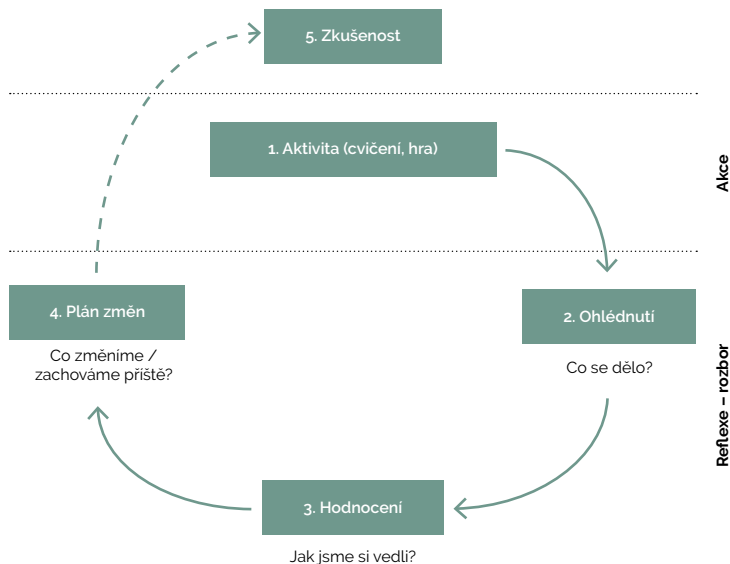 5. Zkušenost
1. Aktivita (cvičení, hra)
Akce
4. Plán změn
Co změníme /
zachováme příště?
2. Ohlédnutí
Co se dělo?
Reflexe – rozbor
3. Hodnocení
Jak jsme si vedli?